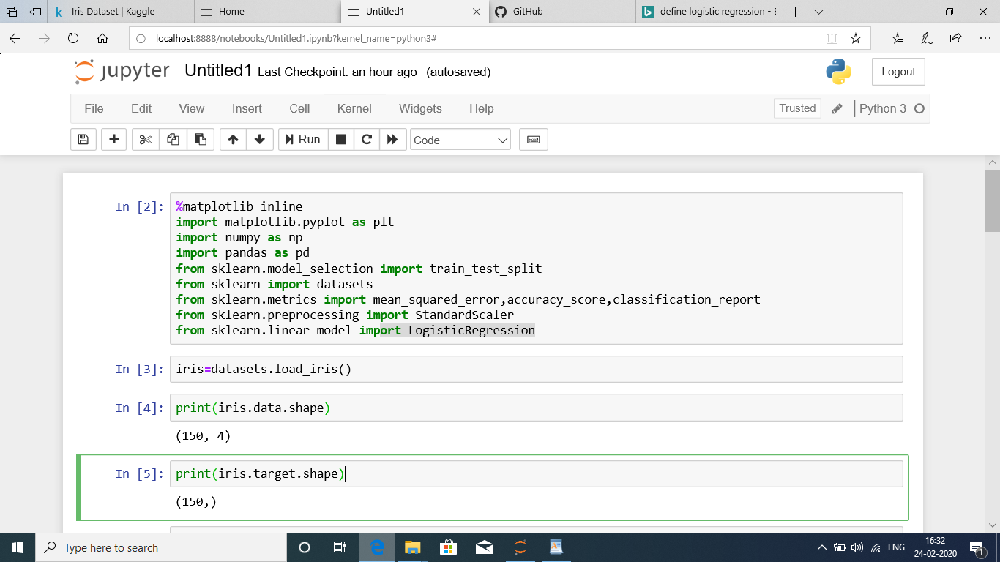 Iris Dataset | Kaggle
Home
Untitled1
GitHub
define logistic regression - E
localhost:8888/notebooks/Untitled1.ipynb?kernel_name=python3#
jupyter Untitled1 Last Checkpoint: an hour ago (autosaved)
Logout
File Edit View Insert Cell Kernel Widgets Help
Trusted
Python 3
Run
Code
In [2]:
%matplotlib inline
import matplotlib.pyplot as plt
import numpy as np
import pandas as pd
from sklearn.model_selection import train_test_split
from sklearn import datasets
from sklearn.metrics import mean_squared_error,accuracy_score,classification_report
from sklearn.preprocessing import StandardScaler
from sklearn.linear_model import LogisticRegression
In [3]: iris=datasets.load_iris()
In [4]: print(iris.data.shape)
(150, 4)
In [5]: print(iris.target.shape)
(150,)
Type here to search
ENG
16:32
24-02-2020
1